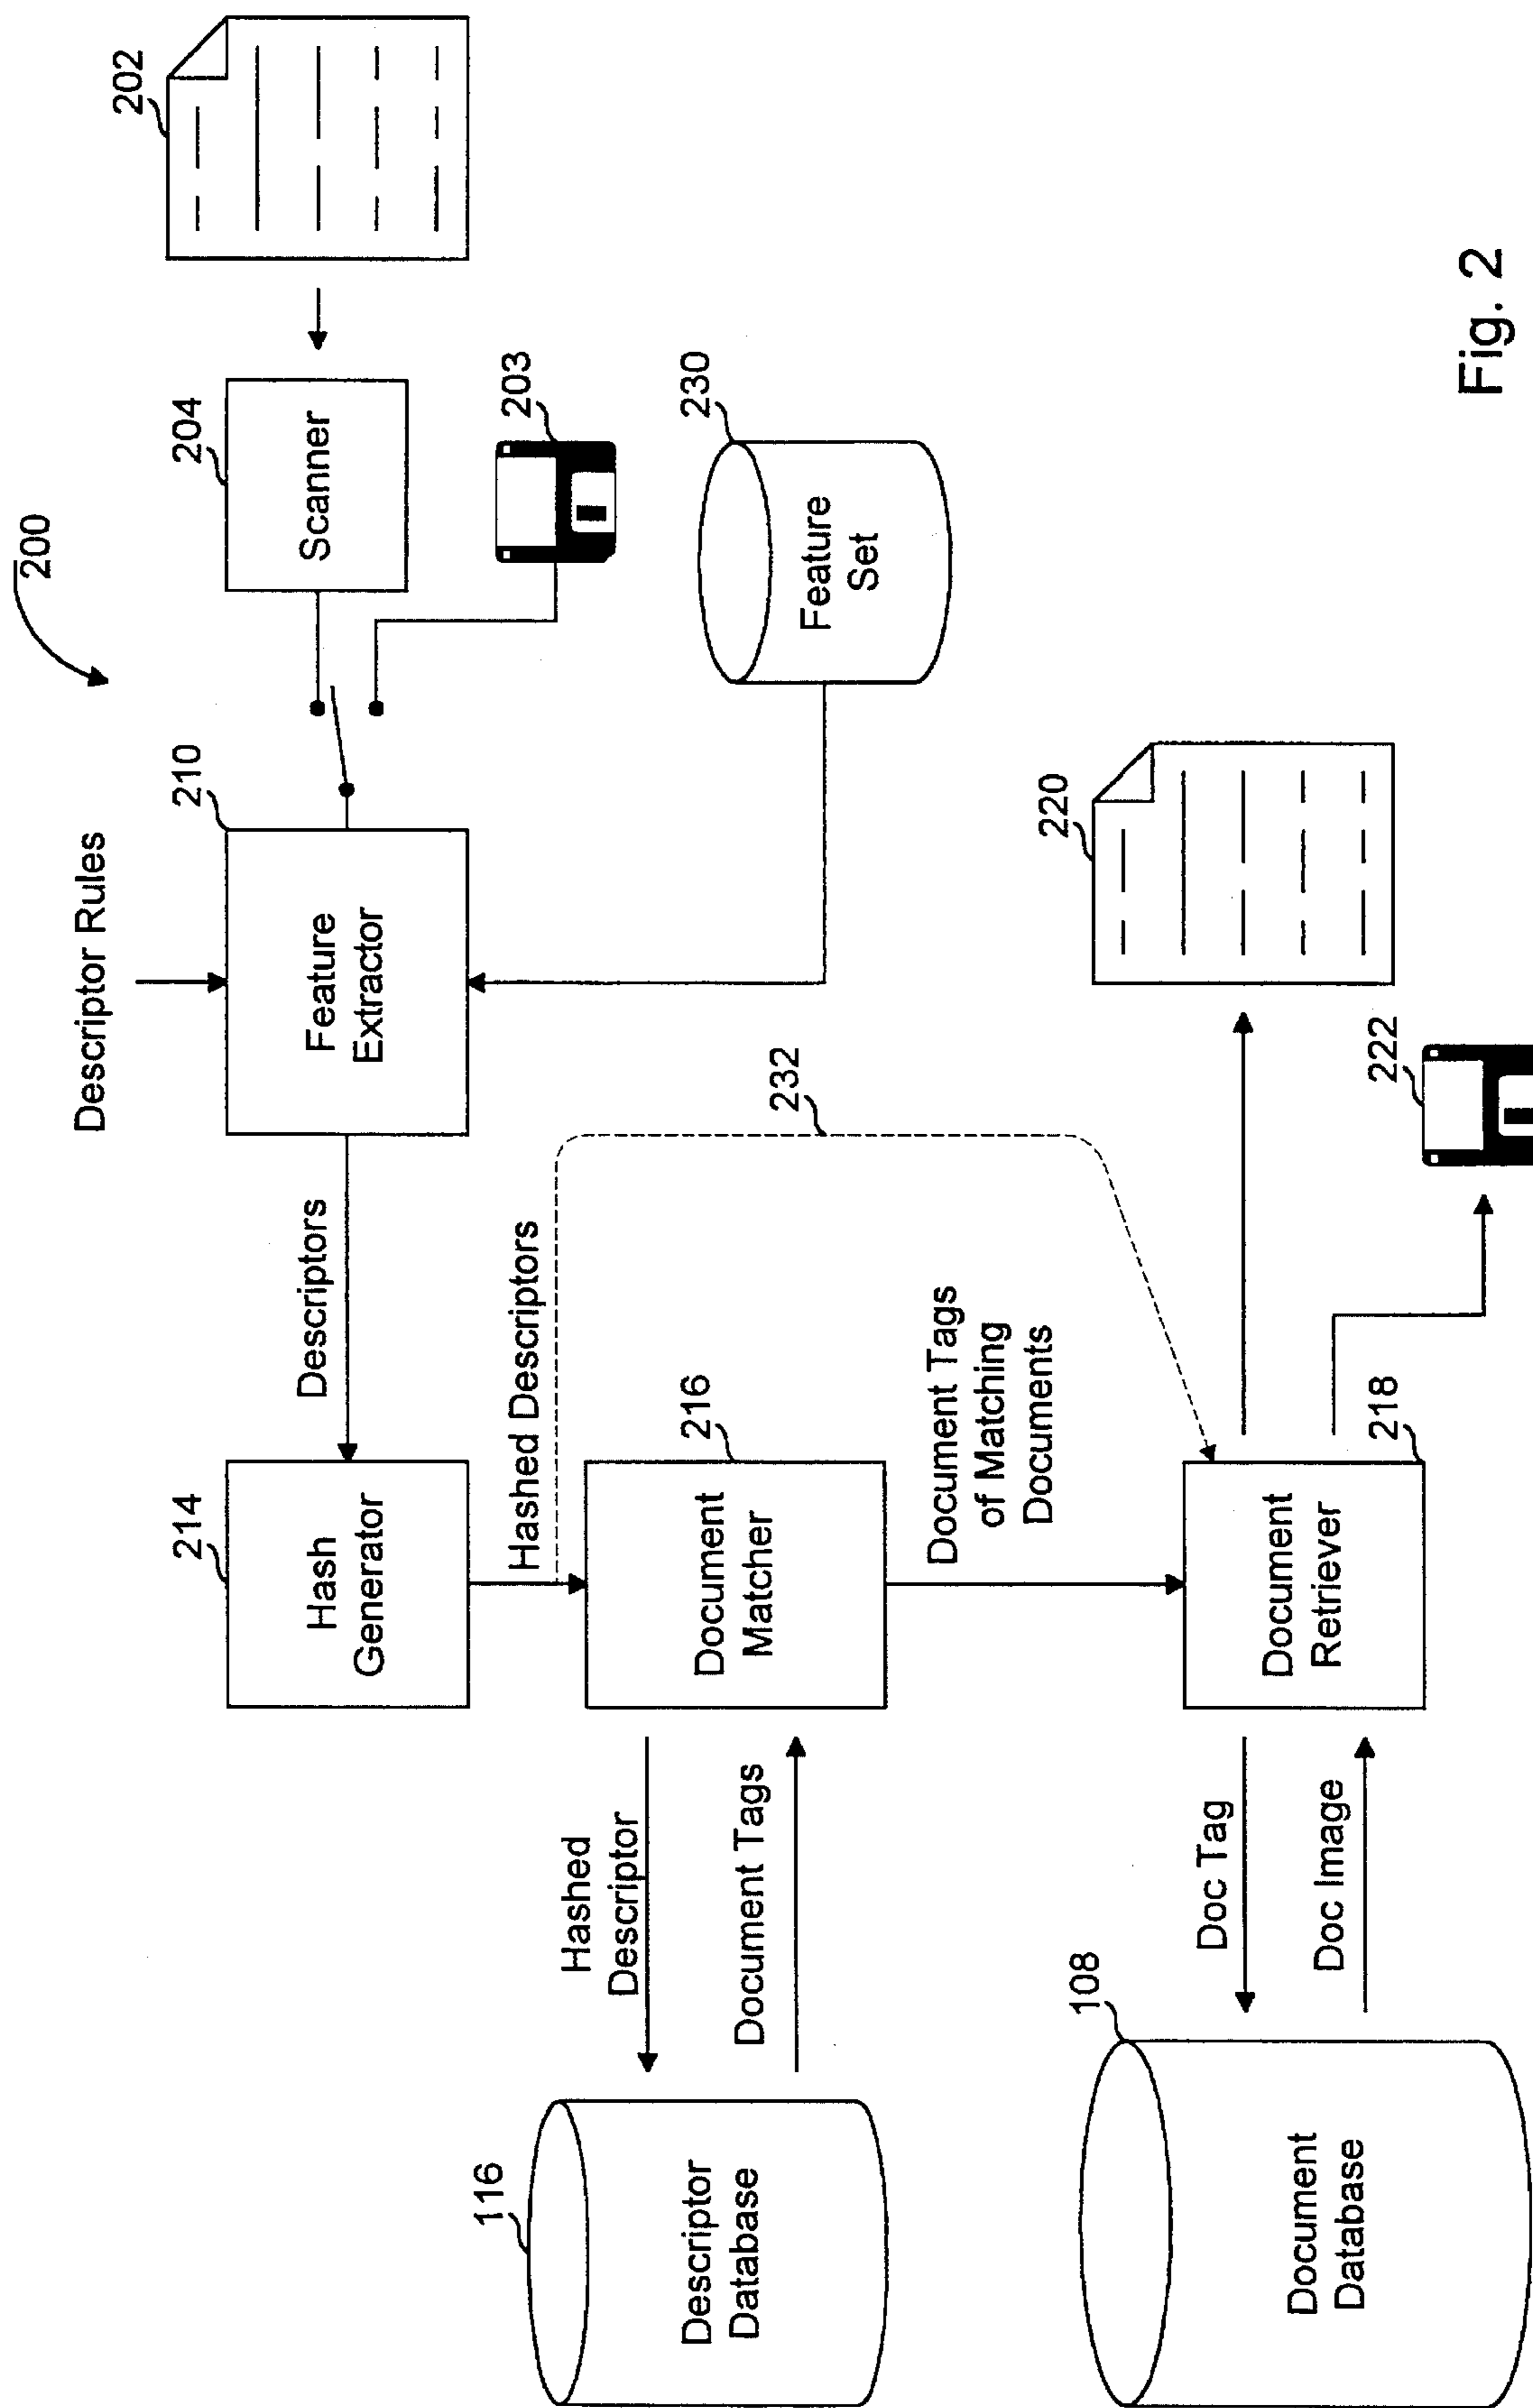 200
202
204
Scanner
203
230
Feature
Set
Descriptor Rules
210
Feature
Extractor
Descriptors
214
Hash
Generator
Hashed Descriptors
232
216
Document
Matcher
Hashed
Descriptor
Document Tags
116
Descriptor
Database
Document Tags
of Matching
Documents
218
Document
Retriever
220
222
Doc Tag
Doc Image
108
Document
Database
Fig. 2